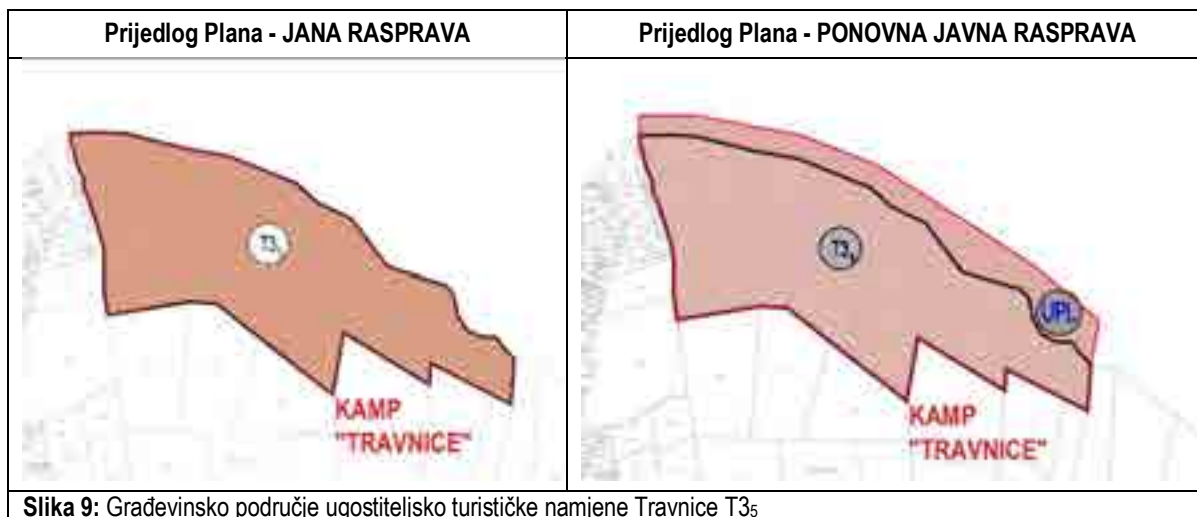 Prijedlog Plana - JANA RASPRAVA
Prijedlog Plana - PONOVNA JAVNA RASPRAVA
T3
KAMP
"TRAVNICE"
T3
JPL
KAMP
"TRAVNICE"
Slika 9: Građevinsko područje ugostiteljsko turističke namjene Travnice T3₅